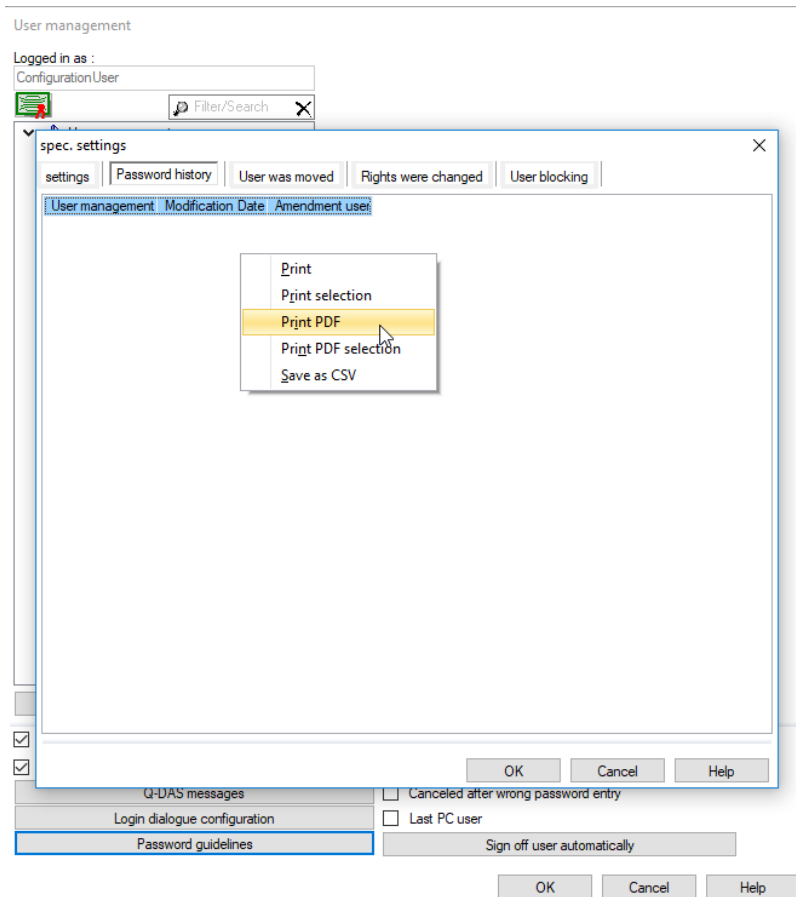 User management
Logged in as :
ConfigurationUser
Filter/Search
spec. settings
settings Password history User was moved Rights were changed User blocking
User management Modification Date Amendment user
Print
Print selection
Print PDF
Print PDF selection
Save as CSV
OK Cancel Help
Q-DAS messages Canceled after wrong password entry
Login dialogue configuration Last PC user
Password guidelines Sign off user automatically
OK Cancel Help